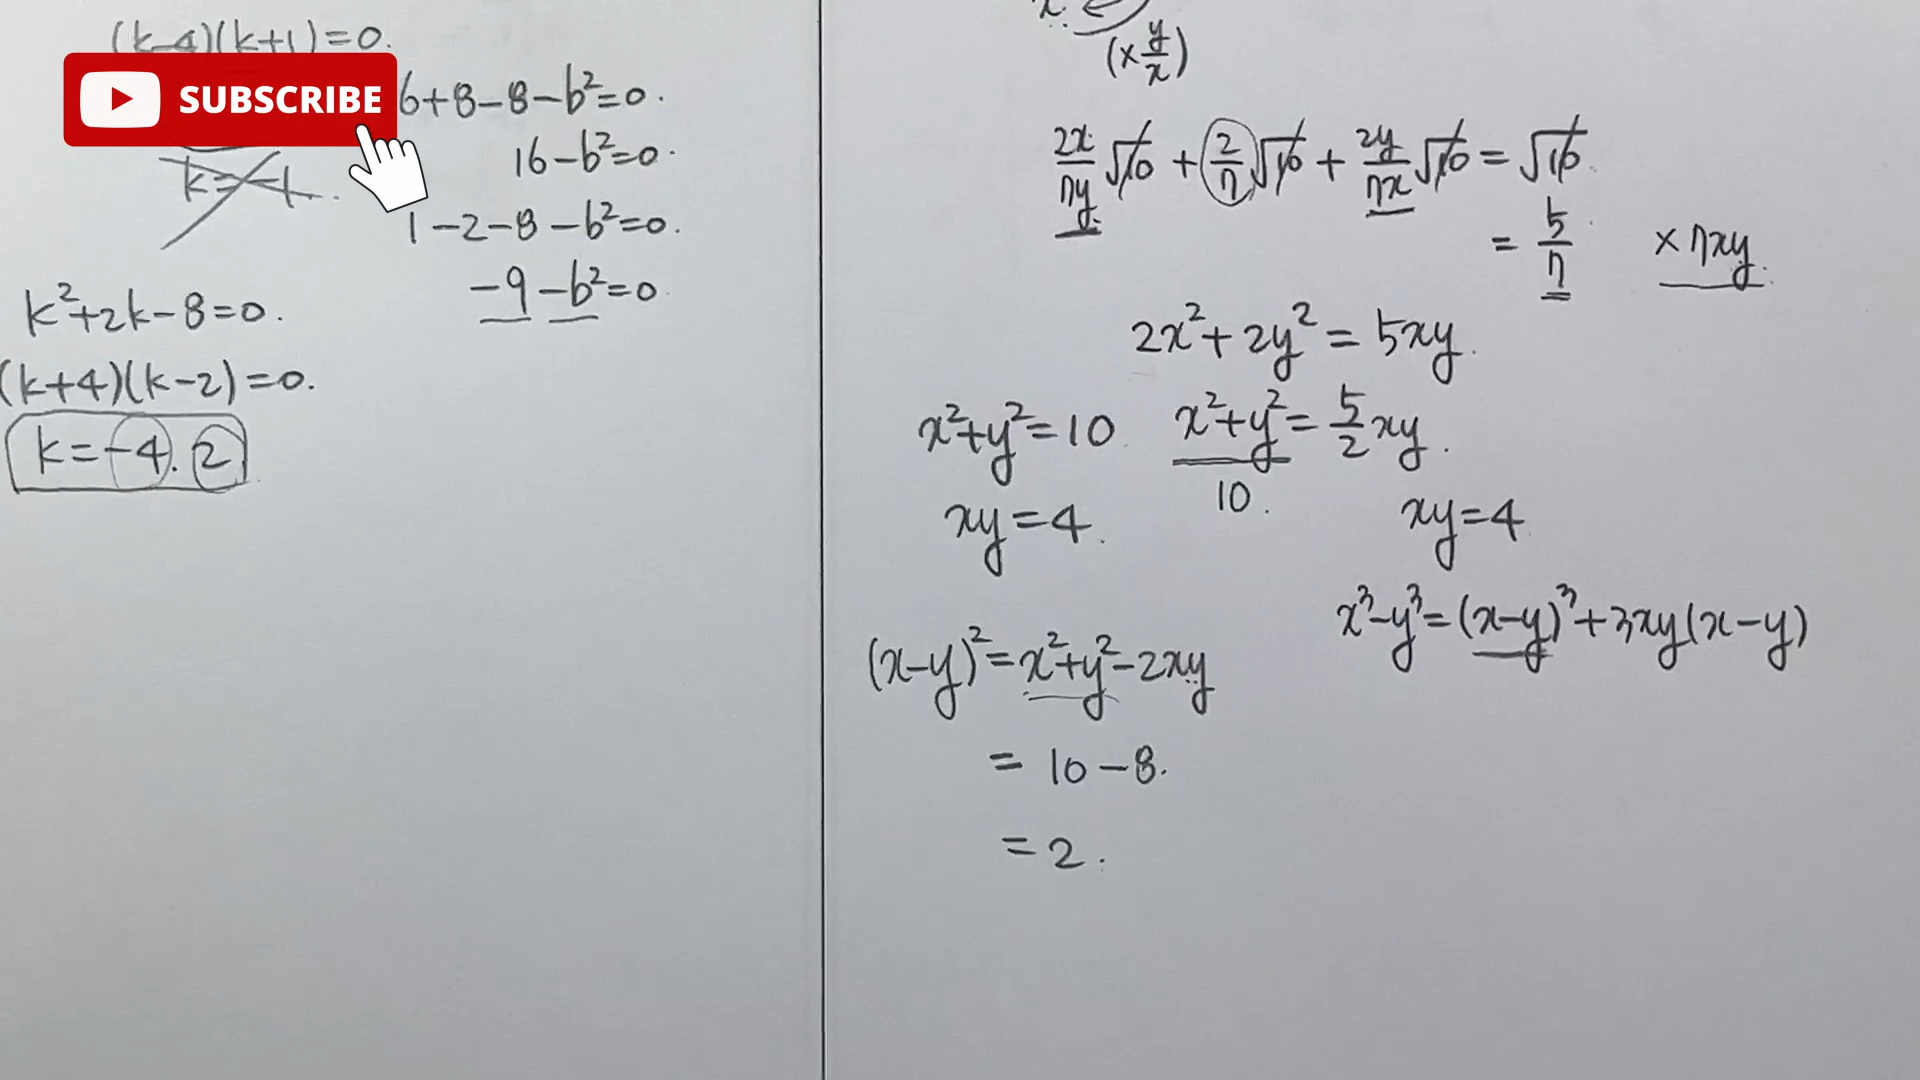 (k-4)(k+1)=0.
SUBSCRIBE
6+8-8-b²=0.
16-b²=0.
k=-1.
1-2-8-b²=0.
-9-b²=0.
k²+2k-8=0.
(k+4)(k-2)=0.
k=-4. 2
(×y/x)
2x/7y √10 + 2/7 √10 + 2y/7x √10 = √10
= 5/7 ×7xy.
2x²+2y²=5xy.
x²+y²=10 x²+y²=5/2 xy.
10.
xy=4. xy=4
x³-y³=(x-y)³+3xy(x-y)
(x-y)²=x²+y²-2xy
= 10-8.
= 2.